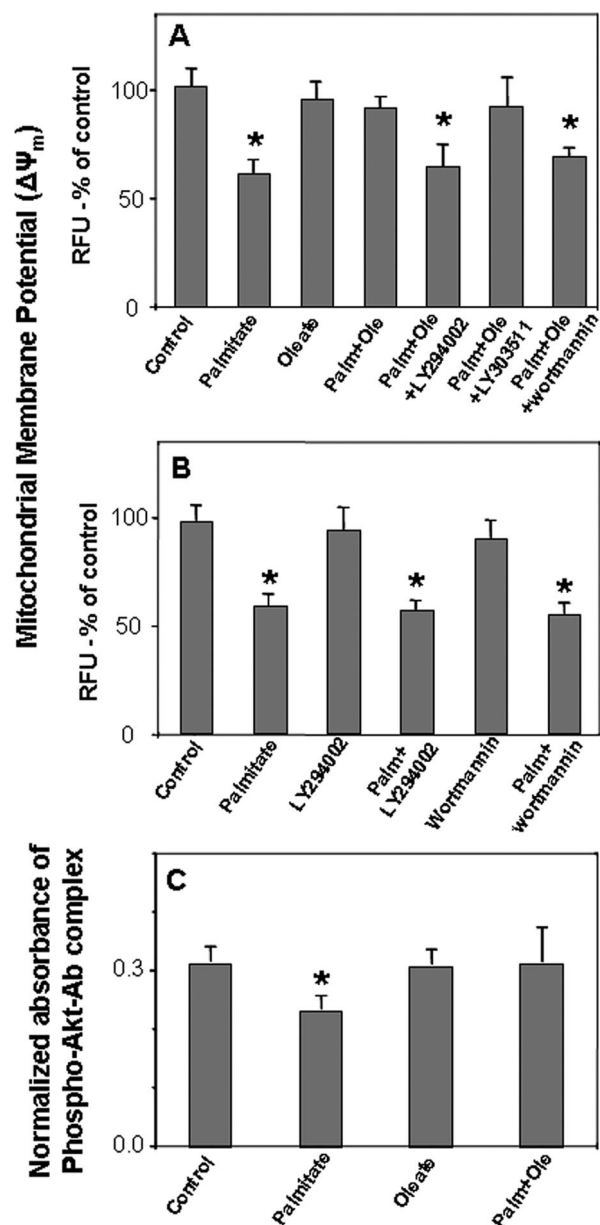 Mitochondrial Membrane Potential (ΔΨm)
A
RFU - % of control
100
50
0
*
*
*
Control
Palmitate
Oleate
Palm+Ole
Palm+Ole
+LY294002
Palm+Ole
+LY303511
Palm+Ole
+wortmannin
B
RFU - % of control
100
50
0
*
*
*
Control
Palmitate
LY294002
Palm+
LY294002
Wortmannin
Palm+
wortmannin
C
Normalized absorbance of
Phospho-Akt-Ab complex
0.3
0.0
*
Control
Palmitate
Oleate
Palm+Ole